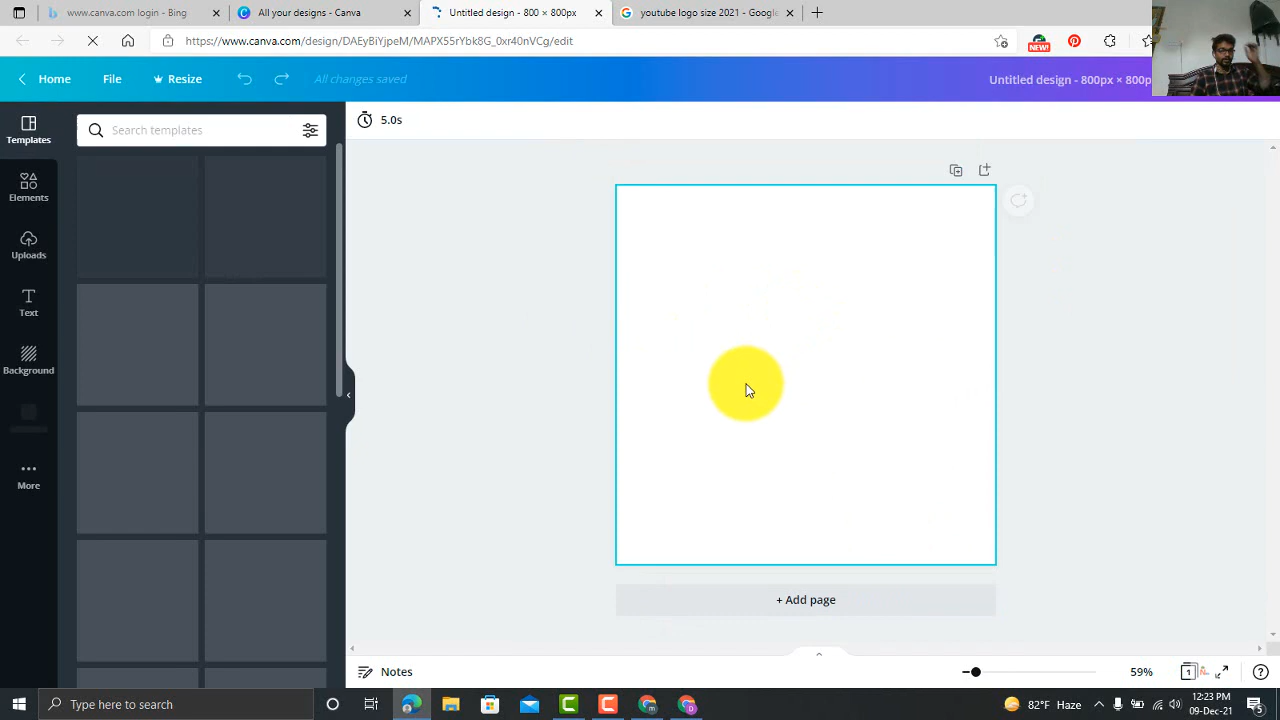 www.canva.com login - Bing
All your designs - Canva
Untitled design - 800 × 800px
youtube logo size 2021 - Google
https://www.canva.com/design/DAEyBiYjpeM/MAPX55rYbk8G_0xr40nVCg/edit
NEW!
Home
File
Resize
All changes saved
Untitled design - 800px × 800p
Templates
Search templates
5.0s
Elements
Uploads
Text
Background
More
+ Add page
Notes
59%
1
Type here to search
82°F Haze
12:23 PM
09-Dec-21
5